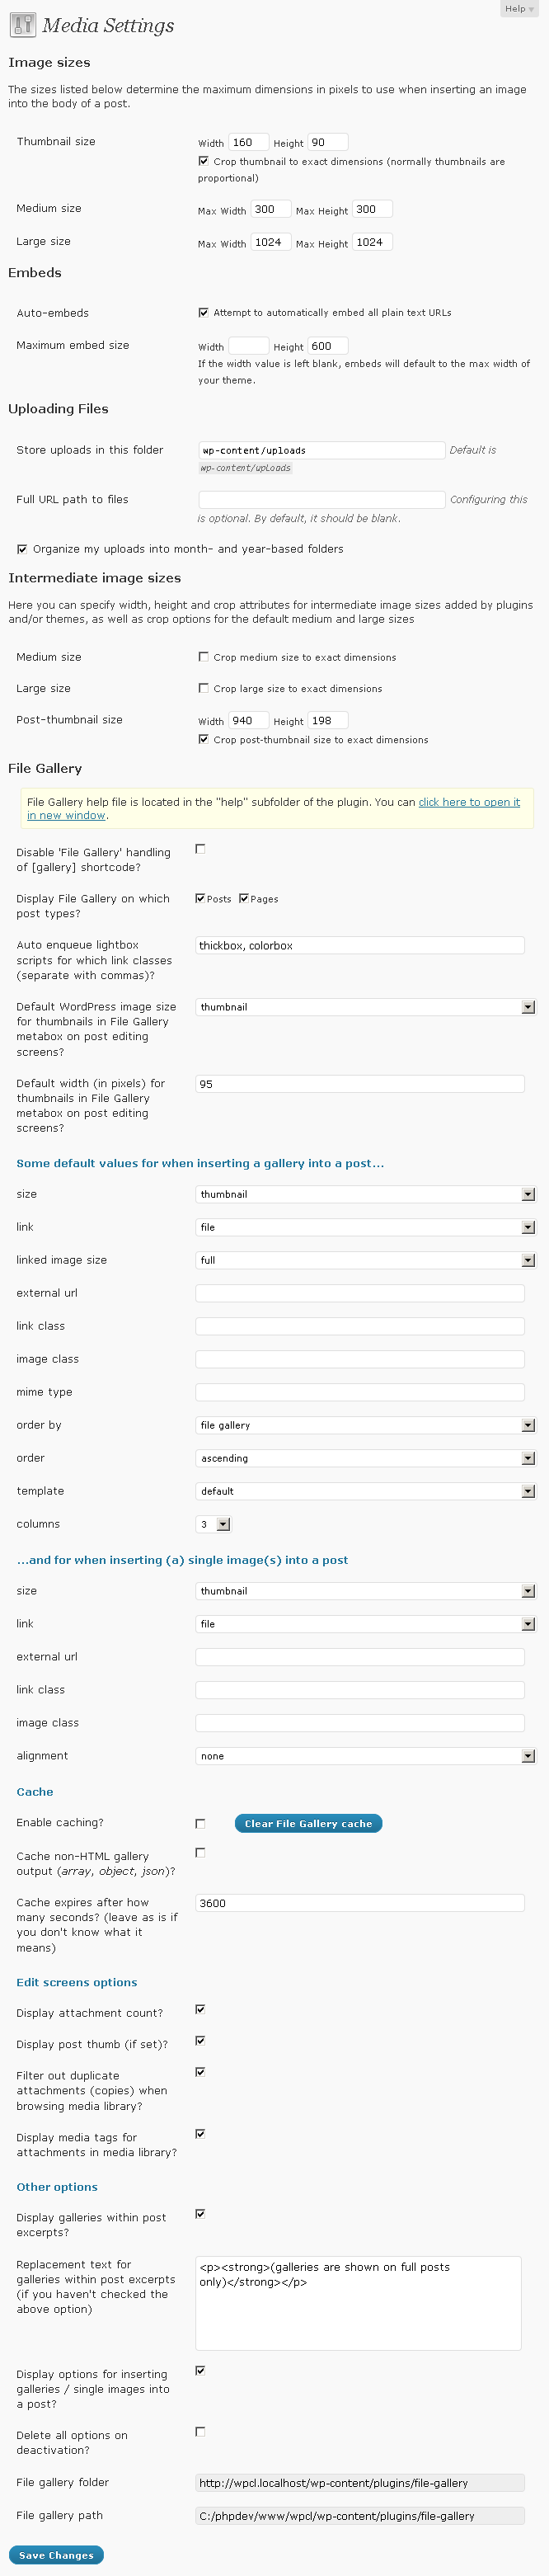 Help
Media Settings
Image sizes
The sizes listed below determine the maximum dimensions in pixels to use when inserting an image
into the body of a post.
Thumbnail size Width 160 Height 90
Crop thumbnail to exact dimensions (normally thumbnails are
proportional)
Medium size Max Width 300 Max Height 300
Large size Max Width 1024 Max Height 1024
Embeds
Auto-embeds Attempt to automatically embed all plain text URLs
Maximum embed size Width Height 600
If the width value is left blank, embeds will default to the max width of
your theme.
Uploading Files
Store uploads in this folder wp-content/uploads Default is
wp-content/uploads
Full URL path to files Configuring this
is optional. By default, it should be blank.
Organize my uploads into month- and year-based folders
Intermediate image sizes
Here you can specify width, height and crop attributes for intermediate image sizes added by plugins
and/or themes, as well as crop options for the default medium and large sizes
Medium size Crop medium size to exact dimensions
Large size Crop large size to exact dimensions
Post-thumbnail size Width 940 Height 198
Crop post-thumbnail size to exact dimensions
File Gallery
File Gallery help file is located in the "help" subfolder of the plugin. You can click here to open it
in new window.
Disable 'File Gallery' handling
of [gallery] shortcode?
Display File Gallery on which Posts Pages
post types?
Auto enqueue lightbox thickbox, colorbox
scripts for which link classes
(separate with commas)?
Default WordPress image size thumbnail
for thumbnails in File Gallery
metabox on post editing
screens?
Default width (in pixels) for 95
thumbnails in File Gallery
metabox on post editing
screens?
Some default values for when inserting a gallery into a post...
size thumbnail
link file
linked image size full
external url
link class
image class
mime type
order by file gallery
order ascending
template default
columns 3
...and for when inserting (a) single image(s) into a post
size thumbnail
link file
external url
link class
image class
alignment none
Cache
Enable caching? Clear File Gallery cache
Cache non-HTML gallery
output (array, object, json)?
Cache expires after how 3600
many seconds? (leave as is if
you don't know what it
means)
Edit screens options
Display attachment count?
Display post thumb (if set)?
Filter out duplicate
attachments (copies) when
browsing media library?
Display media tags for
attachments in media library?
Other options
Display galleries within post
excerpts?
Replacement text for <p><strong>(galleries are shown on full posts
galleries within post excerpts only)</strong></p>
(if you haven't checked the
above option)
Display options for inserting
galleries / single images into
a post?
Delete all options on
deactivation?
File gallery folder http://wpcl.localhost/wp-content/plugins/file-gallery
File gallery path C:/phpdev/www/wpcl/wp-content/plugins/file-gallery
Save Changes